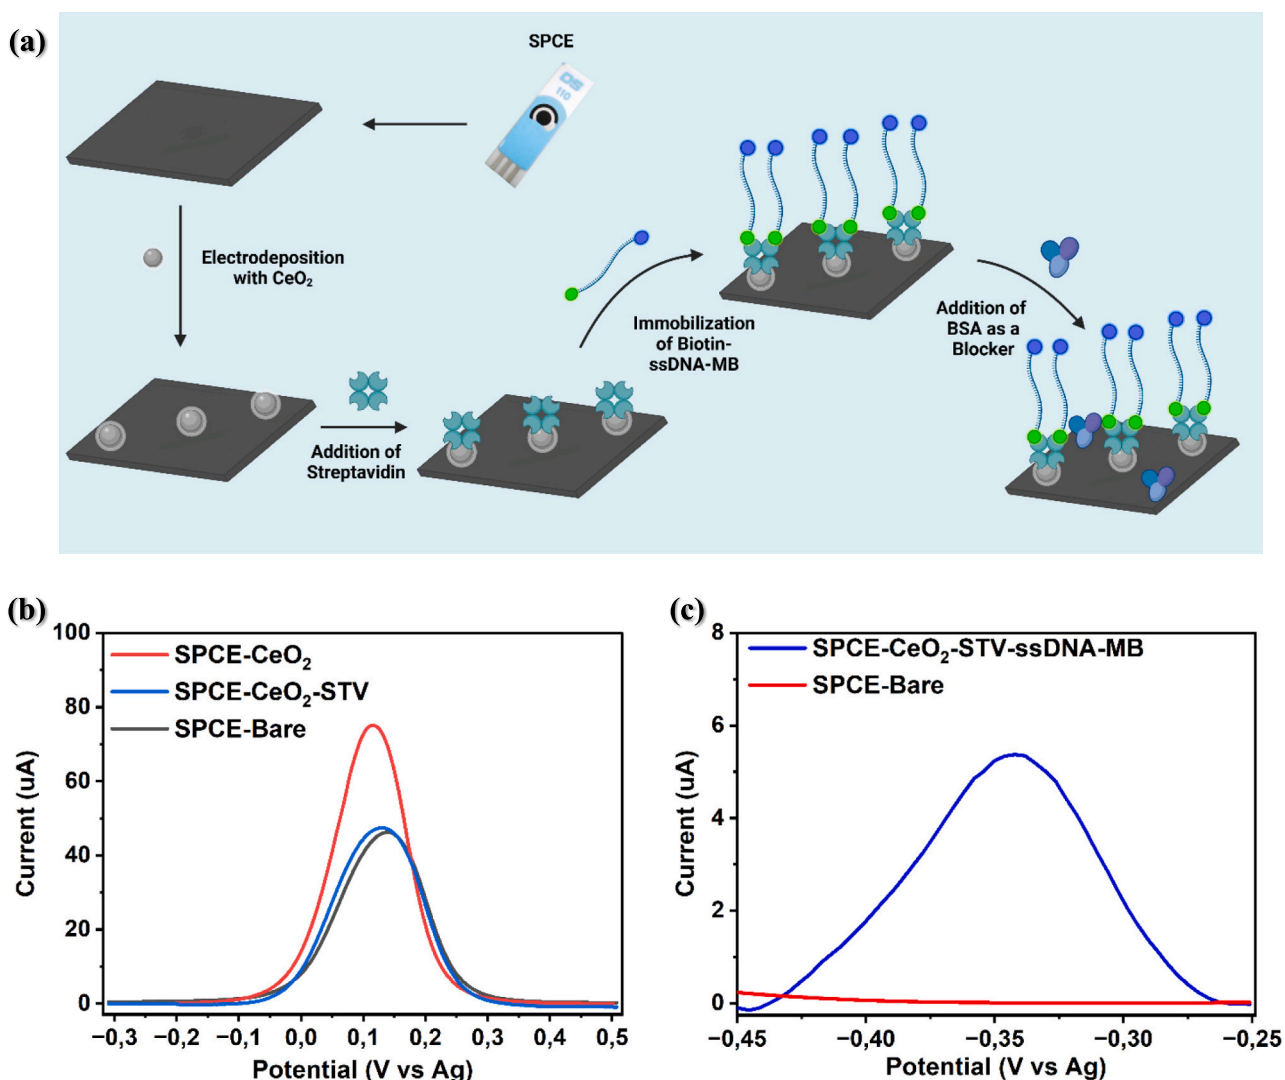 (a)
SPCE
DS
110
Electrodeposition
with CeO₂
Addition of
Streptavidin
Immobilization
of Biotin-
ssDNA-MB
Addition of
BSA as a
Blocker
(b)
100
80
60
40
20
0
Current (uA)
SPCE-CeO₂
SPCE-CeO₂-STV
SPCE-Bare
−0,3 −0,2 −0,1 0,0 0,1 0,2 0,3 0,4 0,5
Potential (V vs Ag)
(c)
8
6
4
2
0
Current (uA)
SPCE-CeO₂-STV-ssDNA-MB
SPCE-Bare
−0,45 −0,40 −0,35 −0,30 −0,25
Potential (V vs Ag)